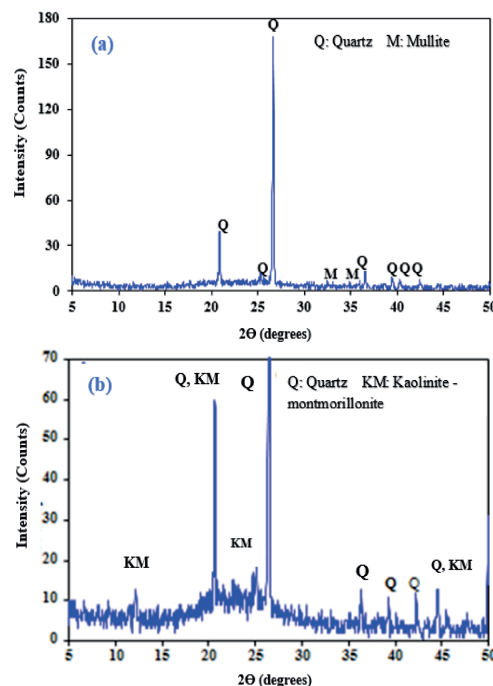 180
(a)
Q
Q: Quartz M: Mullite
150
120
90
60
Q
30
Q
M M Q
Q Q Q
0
5 10 15 20 25 30 35 40 45 50
2Θ (degrees)
Intensity (Counts)
70
(b)
Q, KM
Q
Q: Quartz KM: Kaolinite -
montmorillonite
60
50
40
30
KM
KM
Q, KM
20
Q
Q Q
10
0
5 10 15 20 25 30 35 40 45 50
2Θ (degrees)
Intensity (Counts)